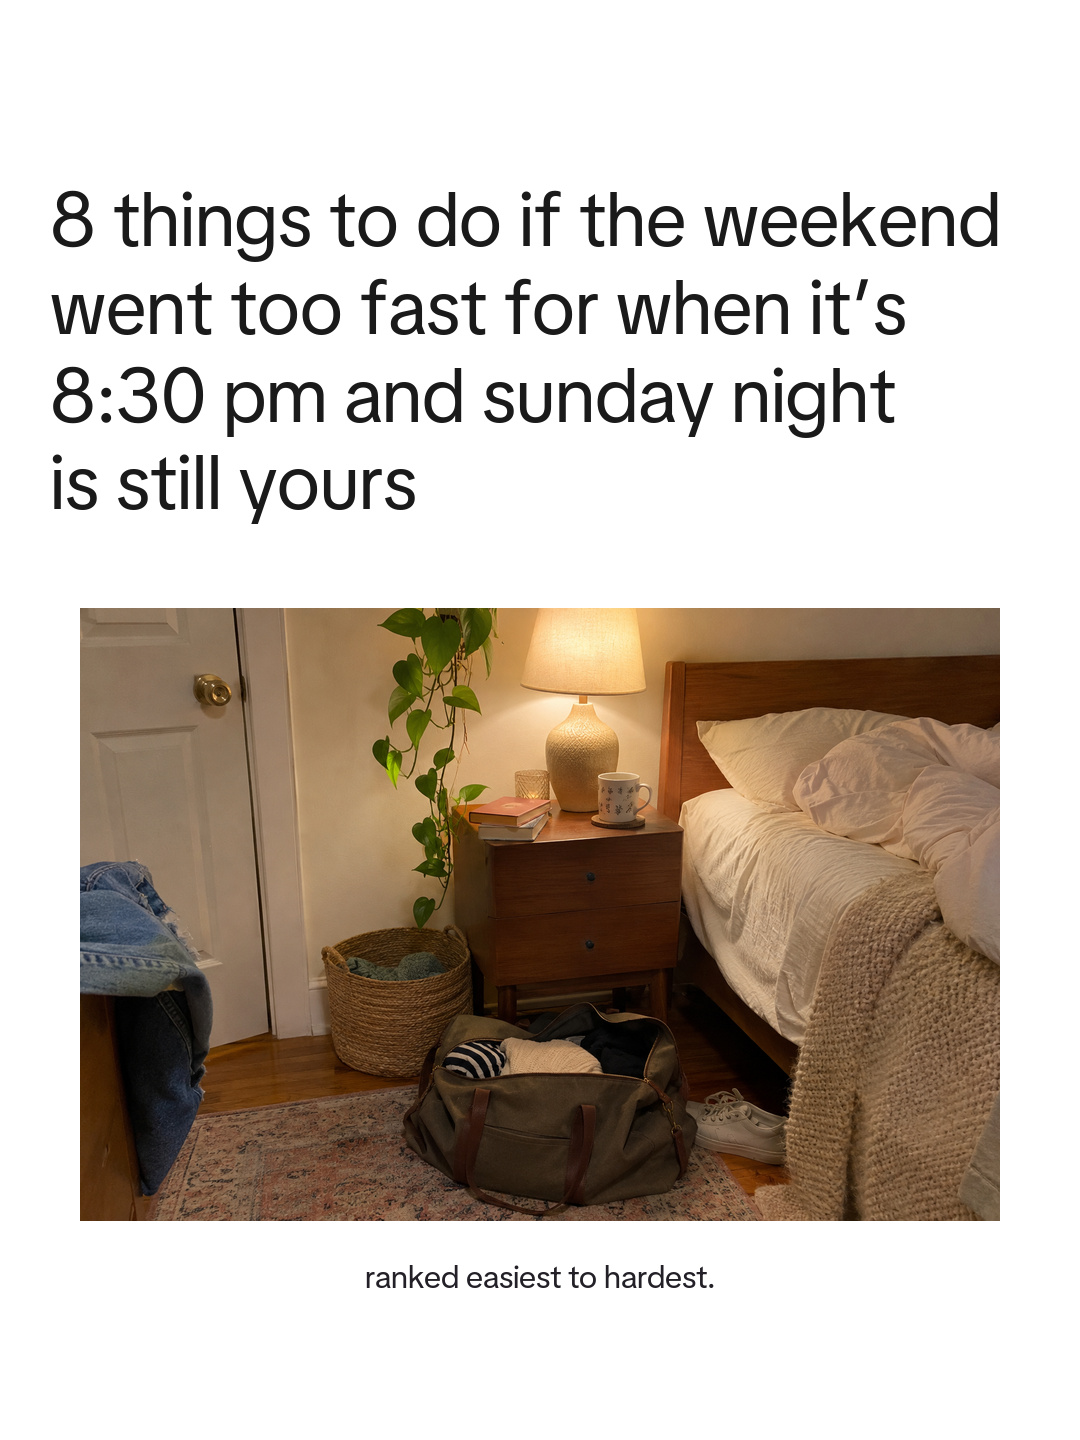 8 things to do if the weekend
went too fast for when it’s
8:30 pm and sunday night
is still yours
ranked easiest to hardest.